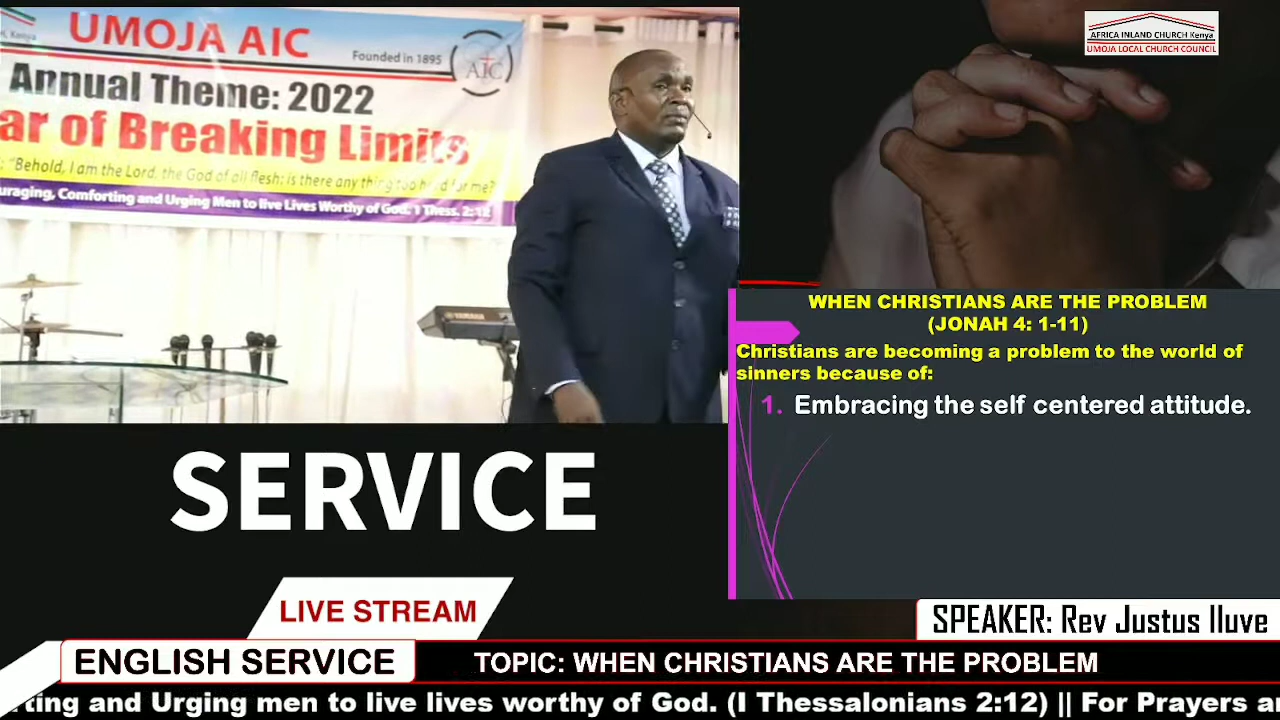 UMOJA AIC
Founded in 1895
AIC
Kenya
Annual Theme: 2022
ar of Breaking Limits
: "Behold, I am the Lord, the God of all flesh; is there any thing too hard for me?
uraging, Comforting and Urging Men to live Lives Worthy of God. 1 Thess. 2:12
YAMAHA
AFRICA INLAND CHURCH Kenya
UMOJA LOCAL CHURCH COUNCIL
WHEN CHRISTIANS ARE THE PROBLEM
(JONAH 4: 1-11)
Christians are becoming a problem to the world of
sinners because of:
1. Embracing the self centered attitude.
SERVICE
LIVE STREAM
SPEAKER: Rev Justus Iluve
ENGLISH SERVICE
TOPIC: WHEN CHRISTIANS ARE THE PROBLEM
ting and Urging men to live lives worthy of God. (I Thessalonians 2:12) || For Prayers a